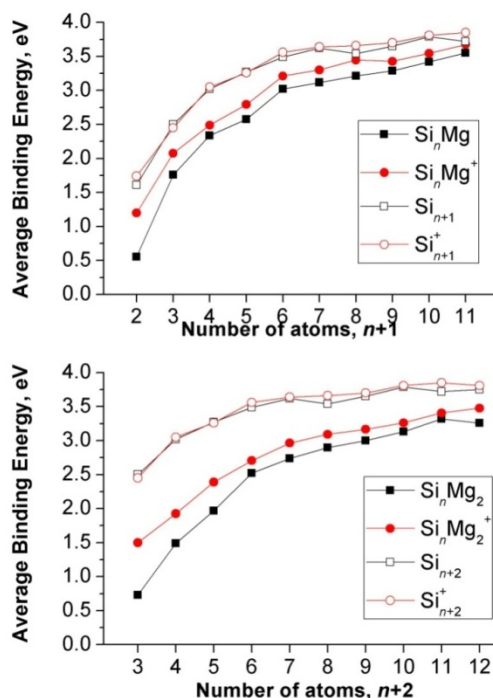 Average Binding Energy, eV
4.0
3.5
3.0
2.5
2.0
1.5
1.0
0.5
0.0
SiₙMg
SiₙMg⁺
Siₙ₊₁
Si⁺ₙ₊₁
2 3 4 5 6 7 8 9 10 11
Number of atoms, n+1
Average Binding Energy, eV
4.0
3.5
3.0
2.5
2.0
1.5
1.0
0.5
0.0
SiₙMg₂
SiₙMg₂⁺
Siₙ₊₂
Si⁺ₙ₊₂
3 4 5 6 7 8 9 10 11 12
Number of atoms, n+2